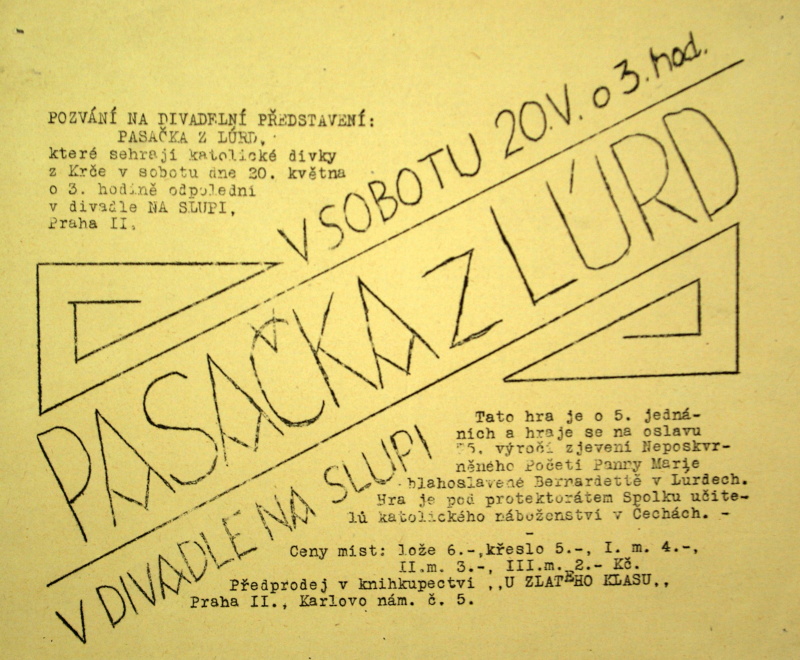 POZVÁNÍ NA DIVADELNÍ PŘEDSTAVENÍ:
PASAČKA Z LÚRD,
které sehrají katolické dívky
z Krče v sobotu dne 20. května
o 3. hodině odpolední
v divadle NA SLUPI,
Praha II.
V SOBOTU 20.V. o 3. hod.
PASAČKA Z LÚRD
V DIVADLE NA SLUPI
Tato hra je o 5. jedná-
ních a hraje se na oslavu
5. výročí zjevení Neposkvr-
něného Početí Panny Marie
blahoslavené Bernardettě v Lurdech.
Hra je pod protektorátem Spolku učite-
lů katolického náboženství v Čechách. -
Ceny míst: lože 6.-,křeslo 5.-, I. m. 4.-,
II.m. 3.-, III.m. 2.- Kč.
Předprodej v knihkupectví ,,U ZLATÉHO KLASU,,
Praha II., Karlovo nám. č. 5.